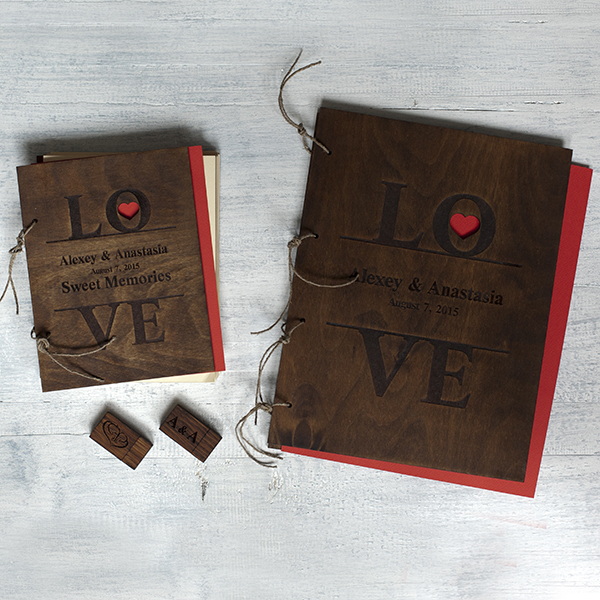 LO
Alexey & Anastasia
August 7, 2015
Sweet Memories
VE
LO
Alexey & Anastasia
August 7, 2015
VE
A & A